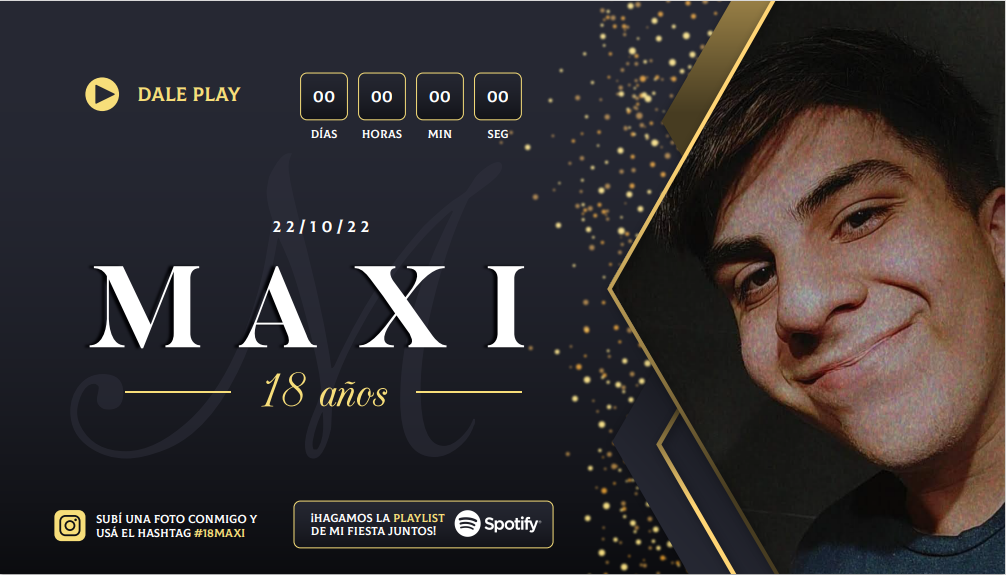 DALE PLAY
00 00 00 00
DÍAS HORAS MIN SEG
22/10/22
M
MAXI
18 años
SUBÍ UNA FOTO CONMIGO Y
USÁ EL HASHTAG #18MAXI
¡HAGAMOS LA PLAYLIST
DE MI FIESTA JUNTOS!
Spotify